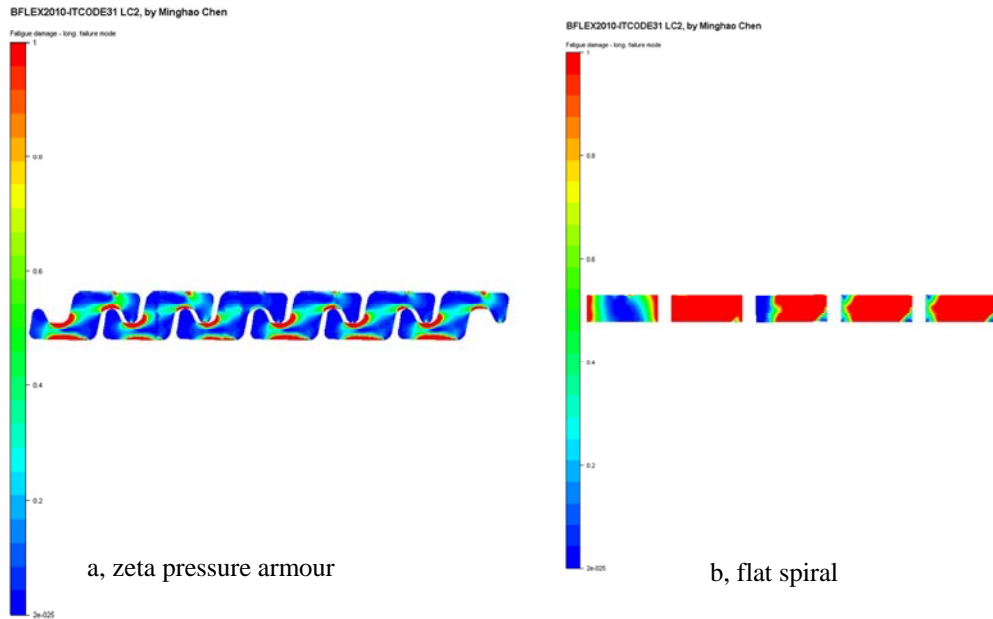 BFLEX2010-ITCODE31 LC2, by Minghao Chen
Fatigue damage - long. failure mode
1
0.8
0.6
0.4
0.2
2e-025
a, zeta pressure armour
BFLEX2010-ITCODE31 LC2, by Minghao Chen
Fatigue damage - long. failure mode
1
0.8
0.6
0.4
0.2
2e-025
b, flat spiral